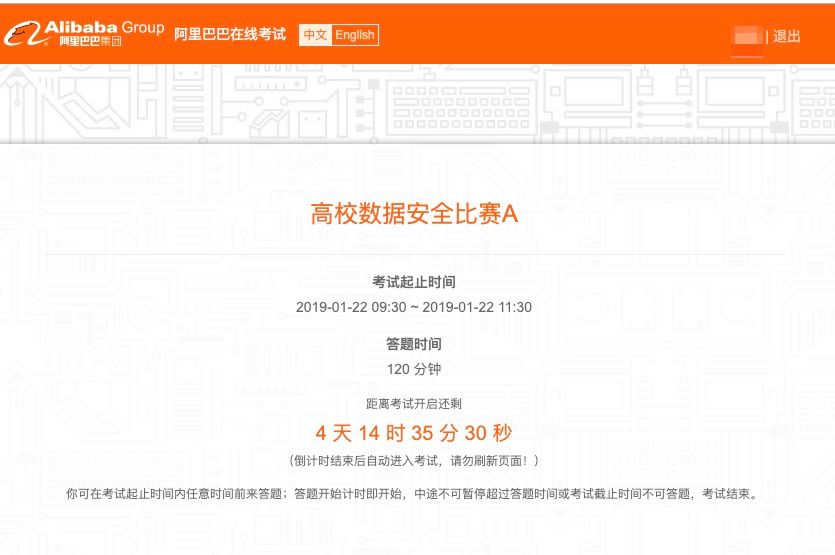 Alibaba Group
阿里巴巴集团
阿里巴巴在线考试
中文 English
| 退出
高校数据安全比赛A
考试起止时间
2019-01-22 09:30 ~ 2019-01-22 11:30
答题时间
120 分钟
距离考试开启还剩
4 天 14 时 35 分 30 秒
（倒计时结束后自动进入考试，请勿刷新页面！）
你可在考试起止时间内任意时间前来答题；答题开始计时即开始，中途不可暂停超过答题时间或考试截止时间不可答题，考试结束。